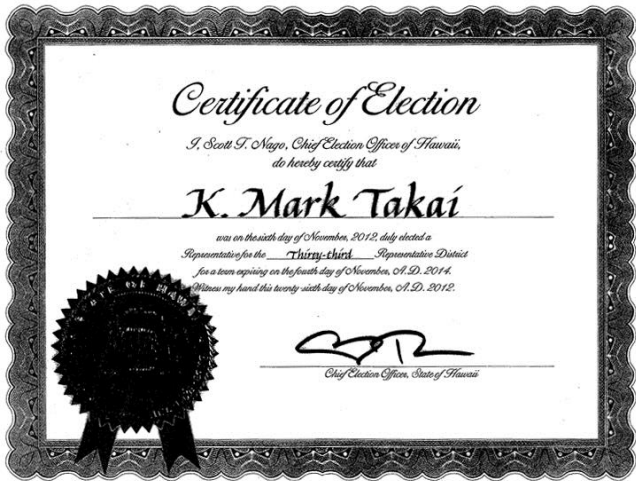 Certificate of Election
I, Scott T. Nago, Chief Election Officer of Hawaii,
do hereby certify that
K. Mark Takai
was on the sixth day of November, 2012, duly elected a
Representative for the Thirty-third Representative District
for a term expiring on the fourth day of November, A.D. 2014.
Witness my hand this twenty-sixth day of November, A.D. 2012.
Chief Election Officer, State of Hawaii